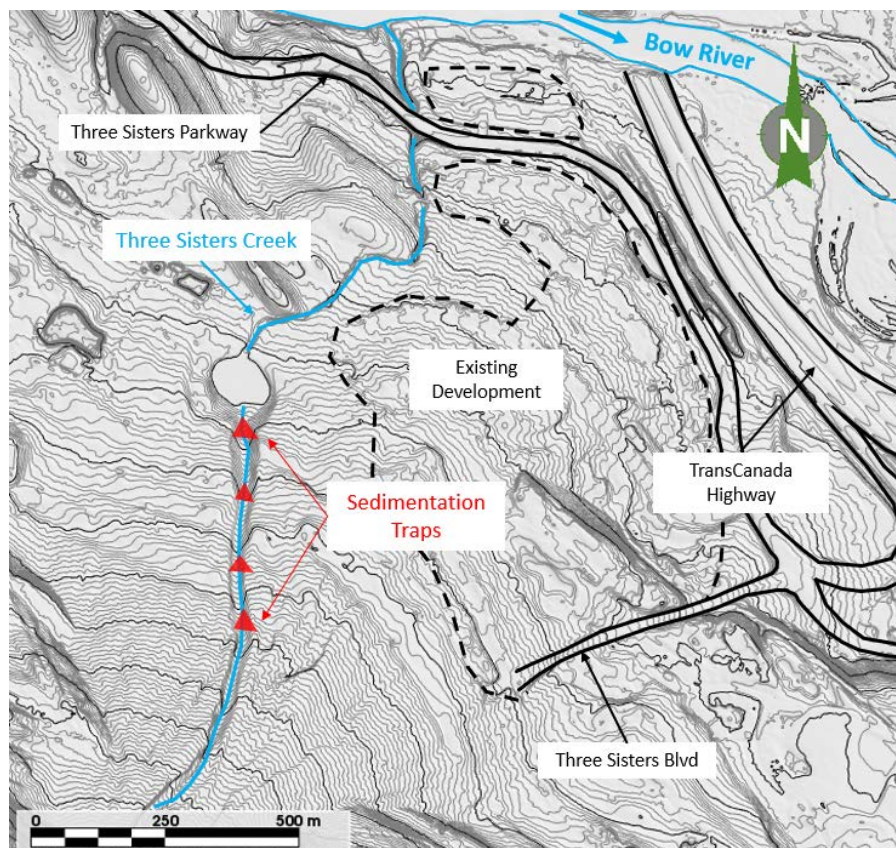 Bow River
N
Three Sisters Parkway
Three Sisters Creek
Existing
Development
TransCanada
Highway
Sedimentation
Traps
Three Sisters Blvd
0
250
500 m